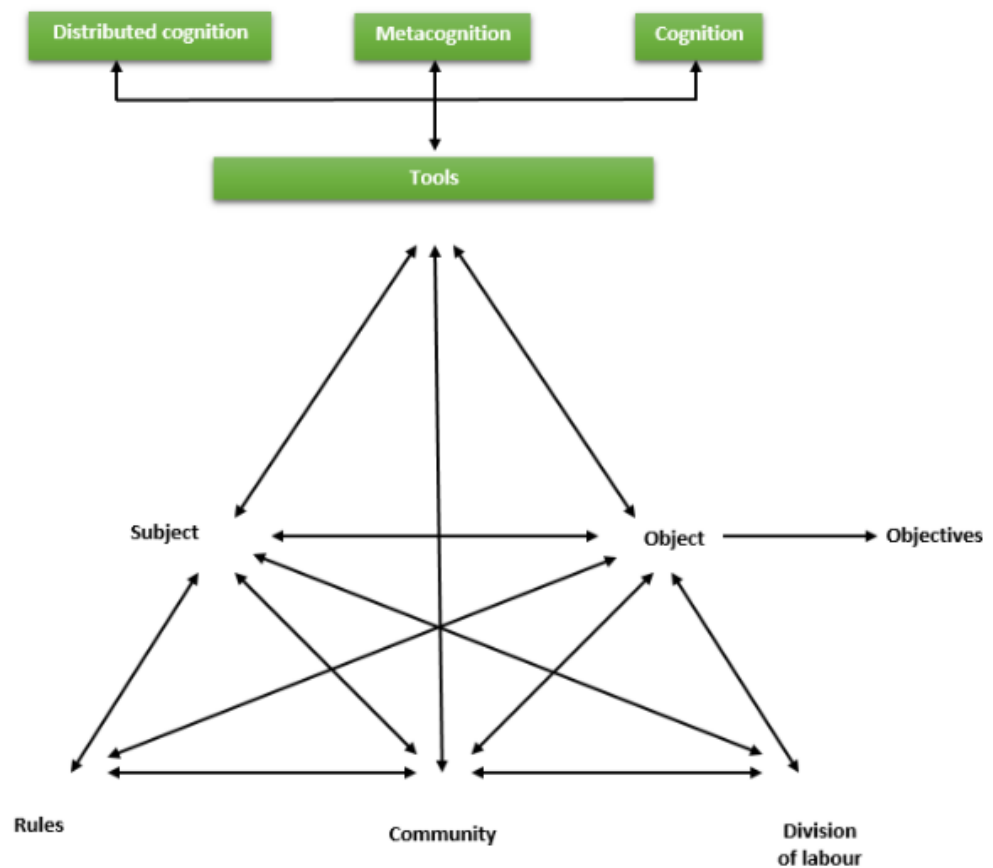 Distributed cognition
Metacognition
Cognition
Tools
Subject
Object
Objectives
Rules
Community
Division
of labour